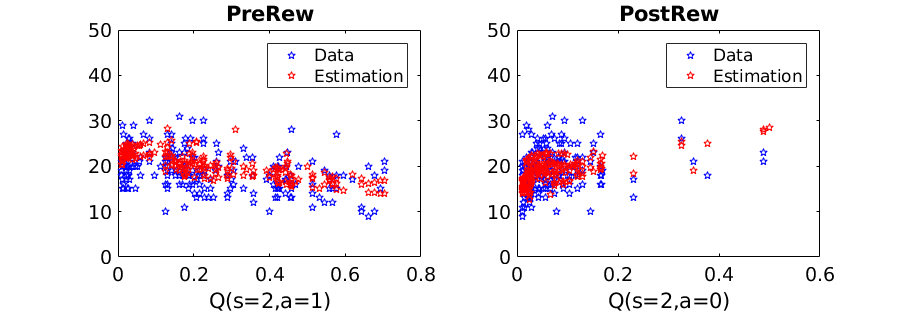 PreRew
50
40
30
20
10
0
Data
Estimation
0 0.2 0.4 0.6 0.8
Q(s=2,a=1)
PostRew
50
40
30
20
10
0
Data
Estimation
0 0.2 0.4 0.6
Q(s=2,a=0)